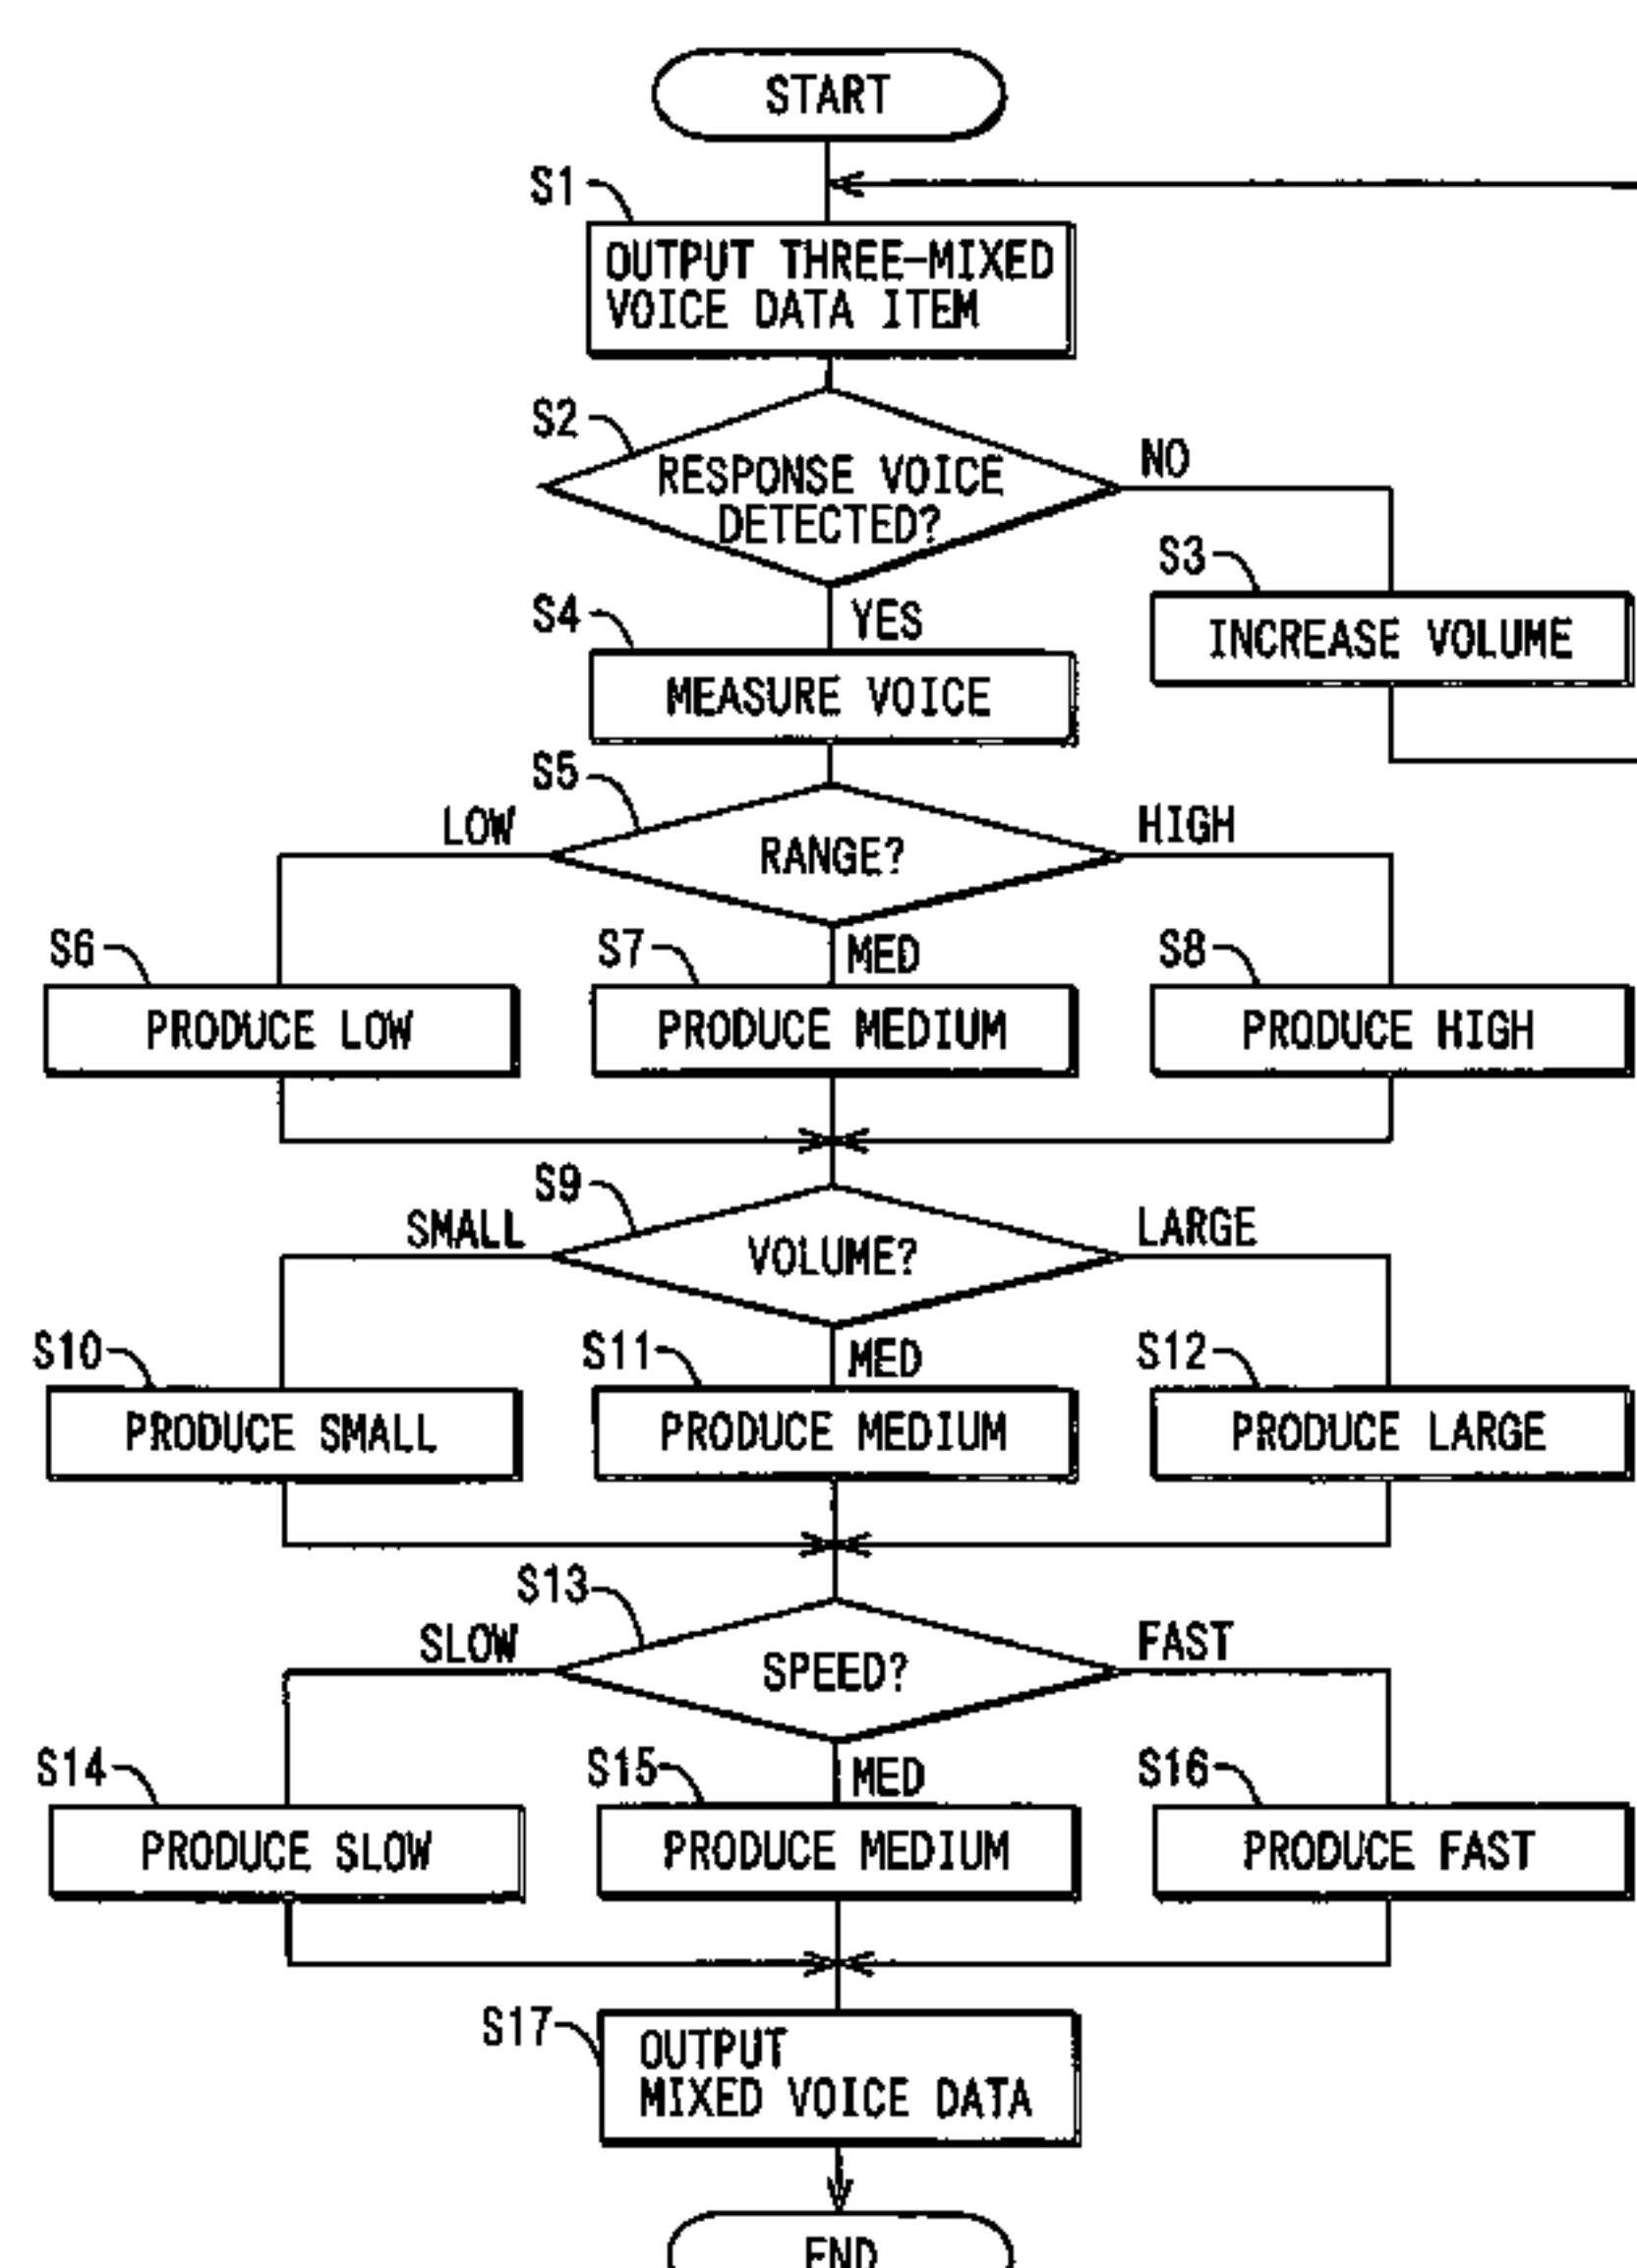 START
S1
OUTPUT THREE-MIXED
VOICE DATA ITEM
S2
RESPONSE VOICE
DETECTED?
NO
S3
INCREASE VOLUME
YES
S4
MEASURE VOICE
S5
RANGE?
LOW
HIGH
MED
S6
PRODUCE LOW
S7
PRODUCE MEDIUM
S8
PRODUCE HIGH
S9
VOLUME?
SMALL
LARGE
MED
S10
PRODUCE SMALL
S11
PRODUCE MEDIUM
S12
PRODUCE LARGE
S13
SPEED?
SLOW
FAST
MED
S14
PRODUCE SLOW
S15
PRODUCE MEDIUM
S16
PRODUCE FAST
S17
OUTPUT
MIXED VOICE DATA
END